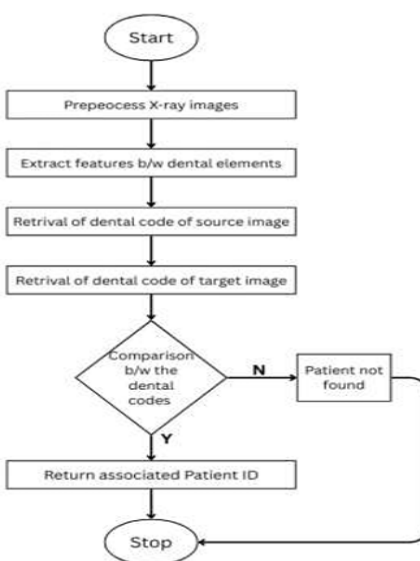 Start
Prepeocess X-ray images
Extract features b/w dental elements
Retrival of dental code of source image
Retrival of dental code of target image
Comparison
b/w the
dental
codes
N
Patient not
found
Y
Return associated Patient ID
Stop